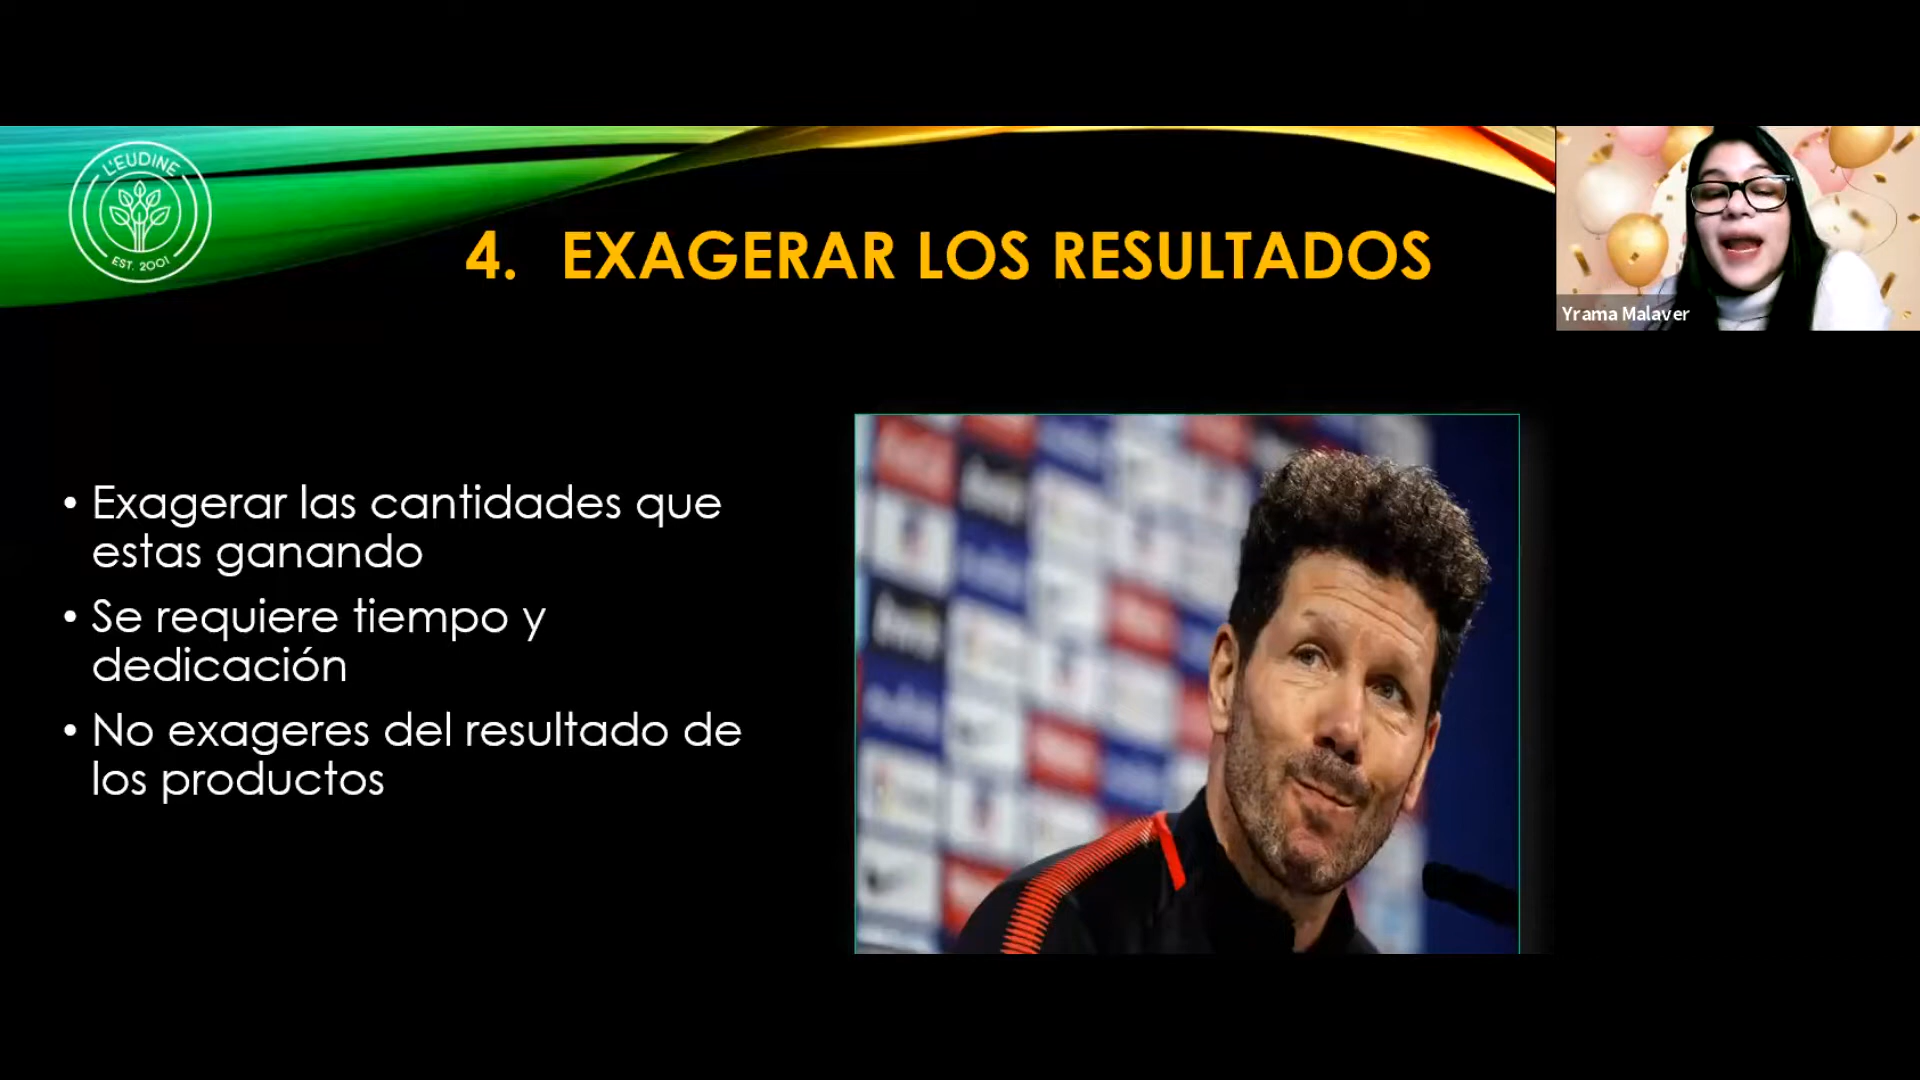 L'EUDINE
EST. 2001
4. EXAGERAR LOS RESULTADOS
Yrama Malaver
• Exagerar las cantidades que
estas ganando
• Se requiere tiempo y
dedicación
• No exageres del resultado de
los productos